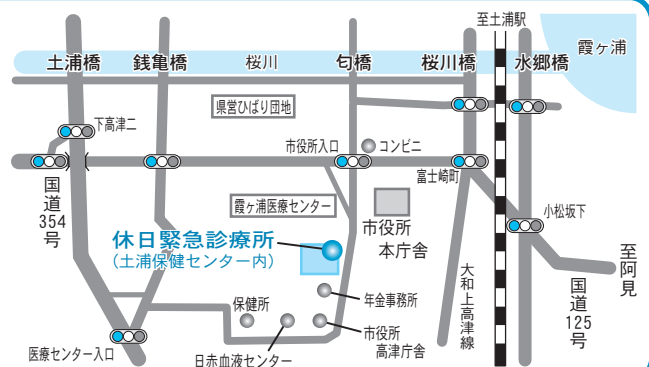 至土浦駅
霞ヶ浦
土浦橋
銭亀橋
桜川
匂橋
桜川橋
水郷橋
県営ひばり団地
下高津二
市役所入口
コンビニ
富士崎町
国道354号
霞ヶ浦医療センター
市役所
本庁舎
小松坂下
休日緊急診療所
(土浦保健センター内)
至阿見
大和上高津線
国道125号
年金事務所
保健所
市役所
高津庁舎
医療センター入口
日赤血液センター